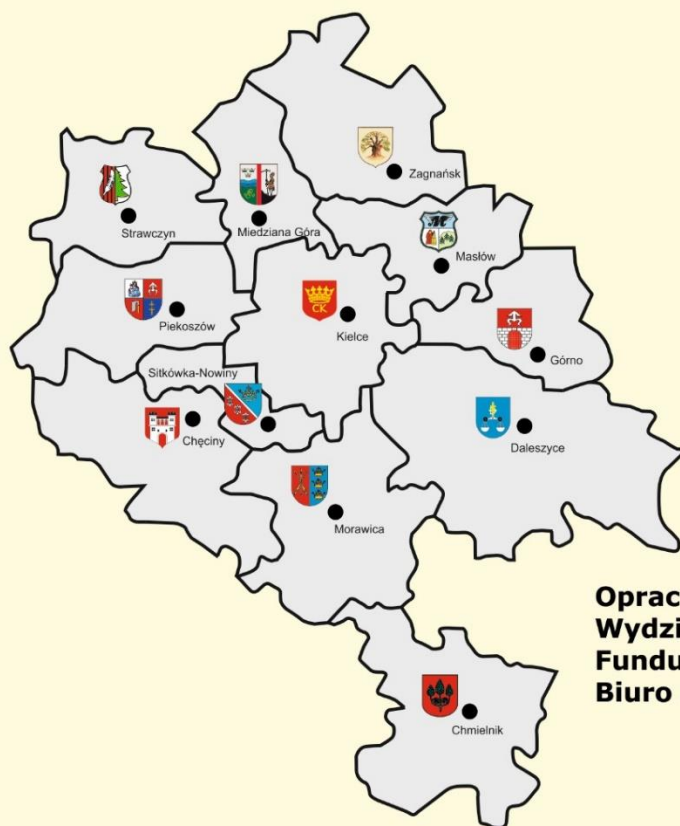 Zagnańsk
Strawczyn
Miedziana Góra
Masłów
Piekoszów
CK
Kielce
Górno
Sitkówka-Nowiny
Chęciny
Daleszyce
Morawica
Oprac
Wydzi
Fundu
Biuro
Chmielnik